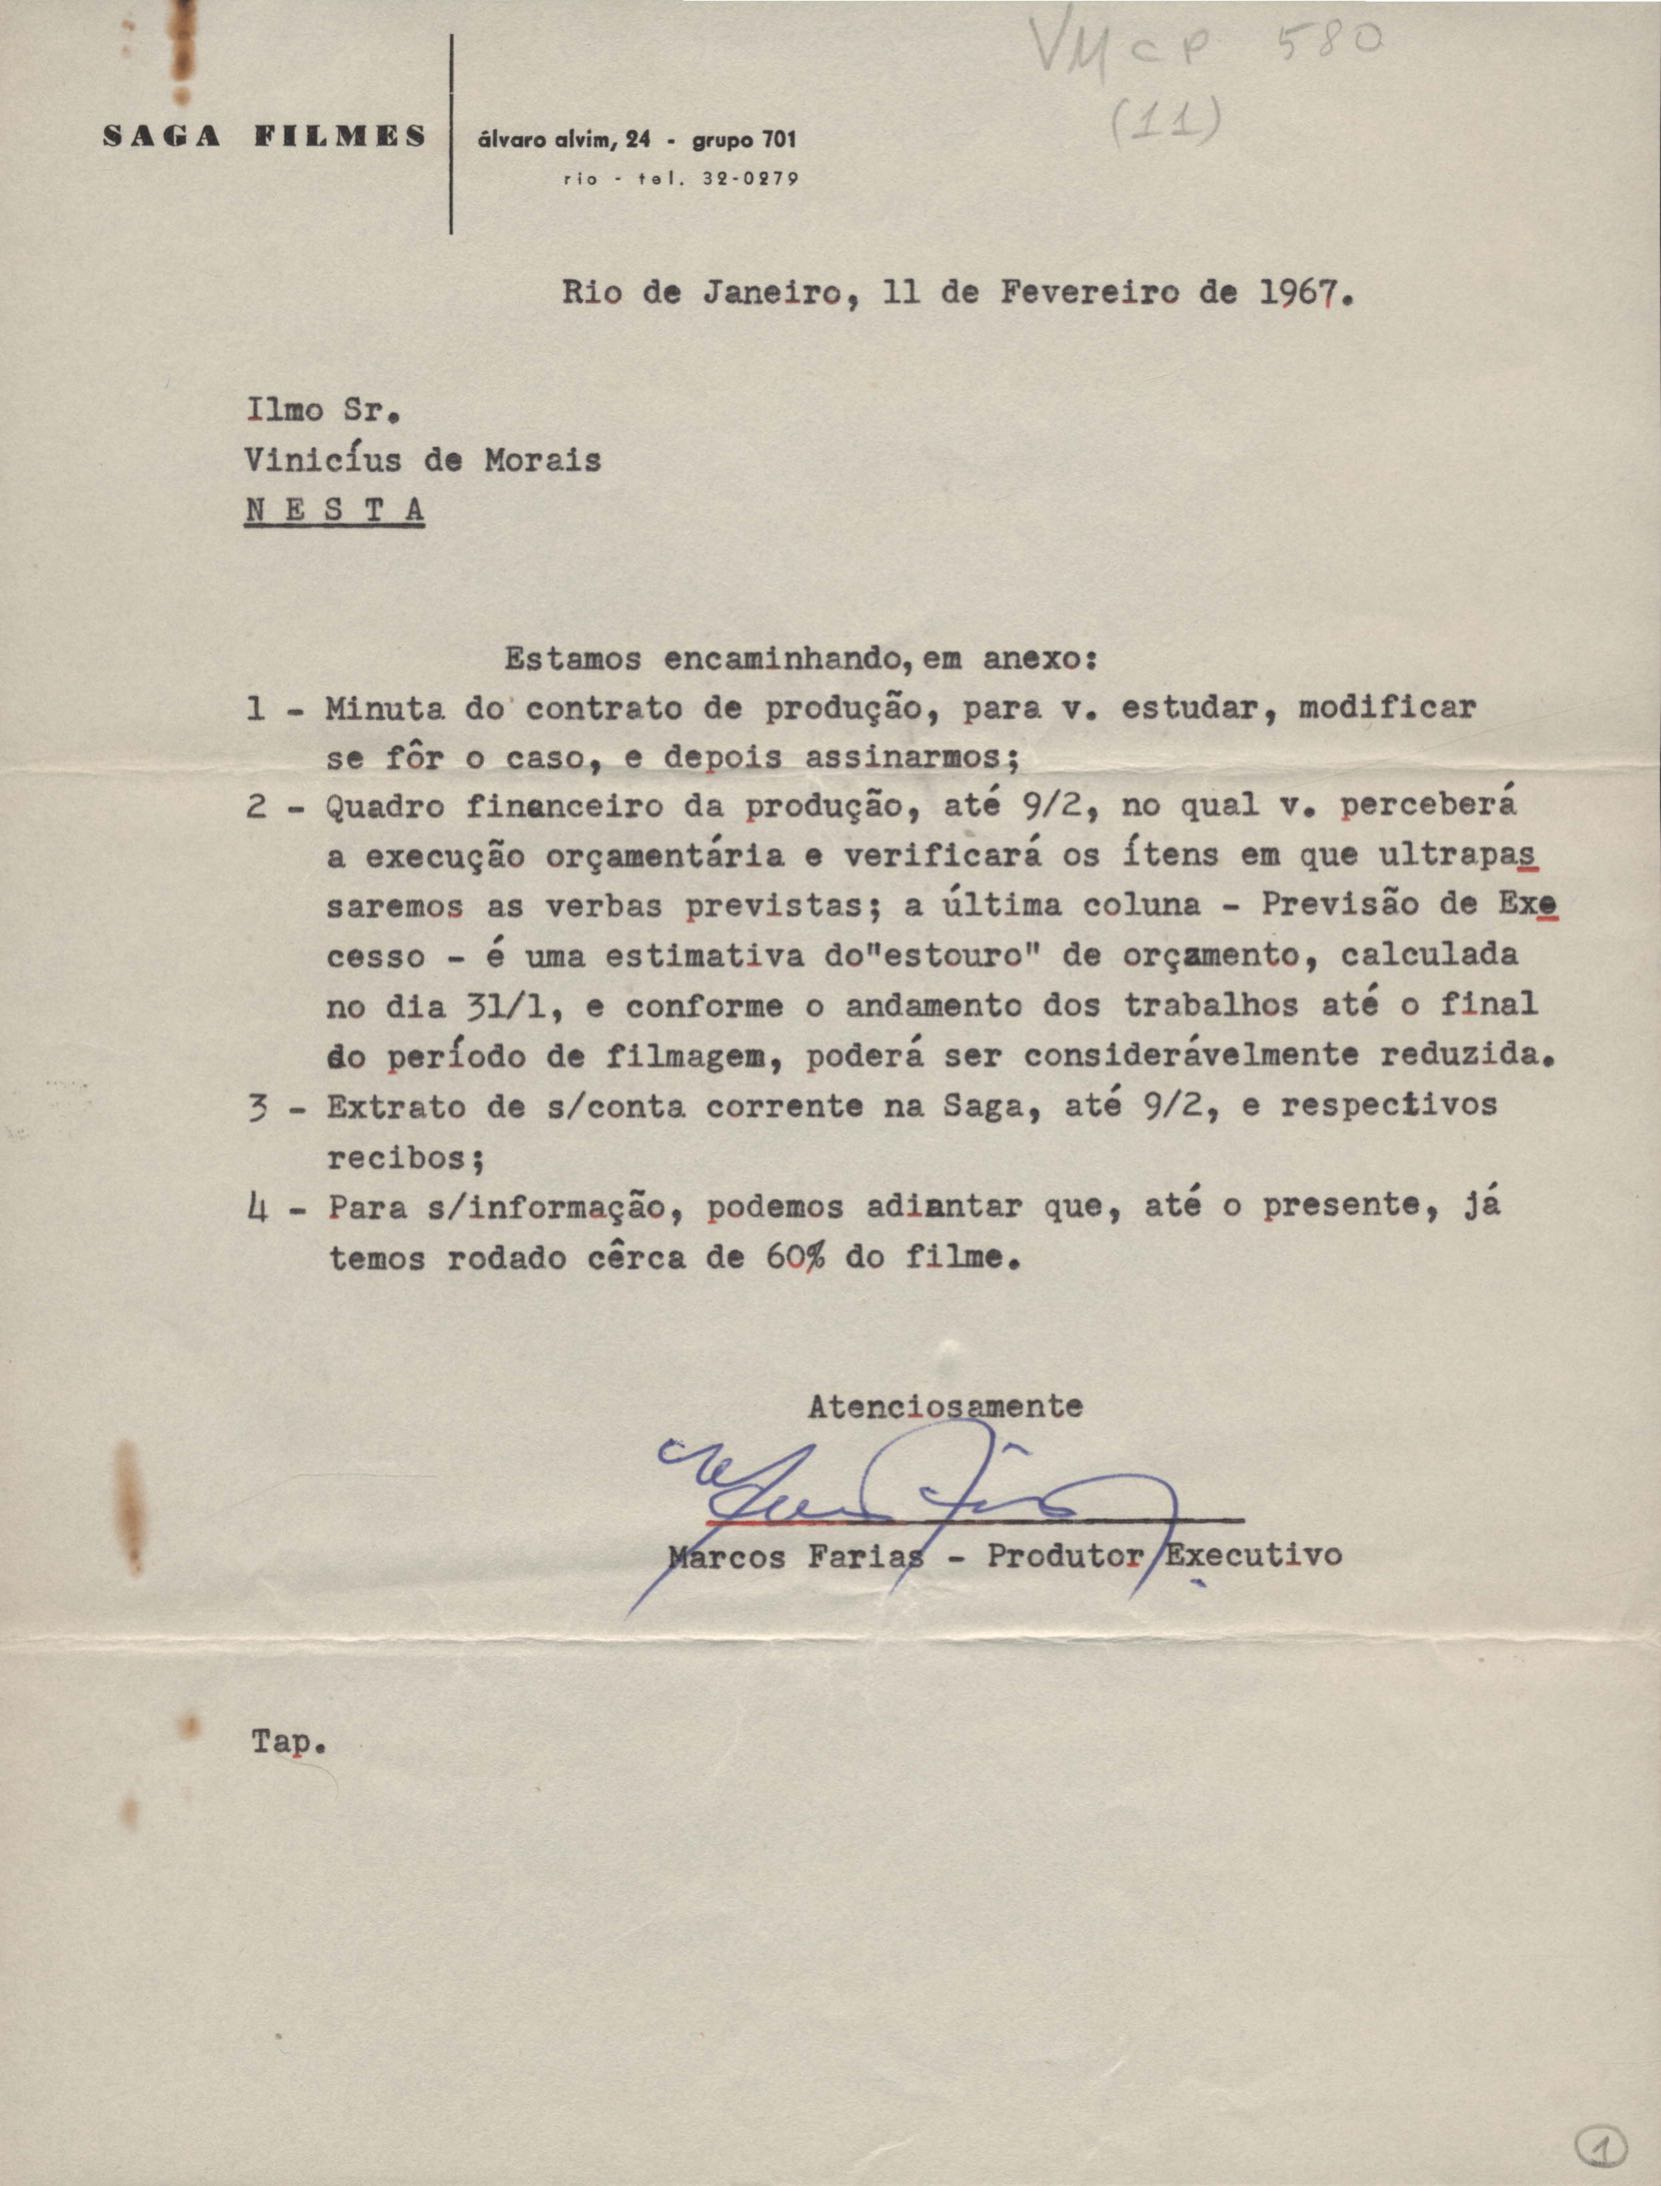 VM CP 580
(11)
SAGA FILMES
álvaro alvim, 24 - grupo 701
rio - tel. 32-0279
Rio de Janeiro, 11 de Fevereiro de 1967.
Ilmo Sr.
Vinicíus de Morais
N E S T A
Estamos encaminhando, em anexo:
1 - Minuta do contrato de produção, para v. estudar, modificar
se fôr o caso, e depois assinarmos;
2 - Quadro financeiro da produção, até 9/2, no qual v. perceberá
a execução orçamentária e verificará os ítens em que ultrapas
saremos as verbas previstas; a última coluna - Previsão de Exe
cesso - é uma estimativa do"estouro" de orçamento, calculada
no dia 31/1, e conforme o andamento dos trabalhos até o final
do período de filmagem, poderá ser considerávelmente reduzida.
3 - Extrato de s/conta corrente na Saga, até 9/2, e respectivos
recibos;
4 - Para s/informação, podemos adiantar que, até o presente, já
temos rodado cêrca de 60% do filme.
Atenciosamente
Marcos Farias - Produtor Executivo
Tap.
1